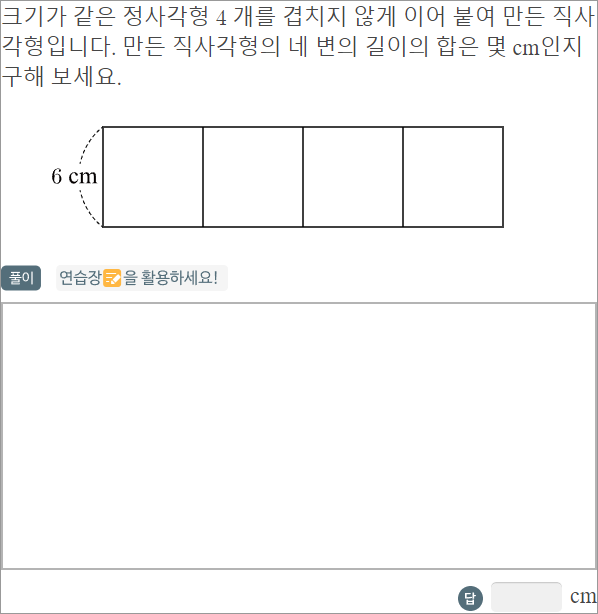 크기가 같은 정사각형 4 개를 겹치지 않게 이어 붙여 만든 직사
각형입니다. 만든 직사각형의 네 변의 길이의 합은 몇 cm인지
구해 보세요.
6 cm
풀이 연습장을 활용하세요!
답 cm